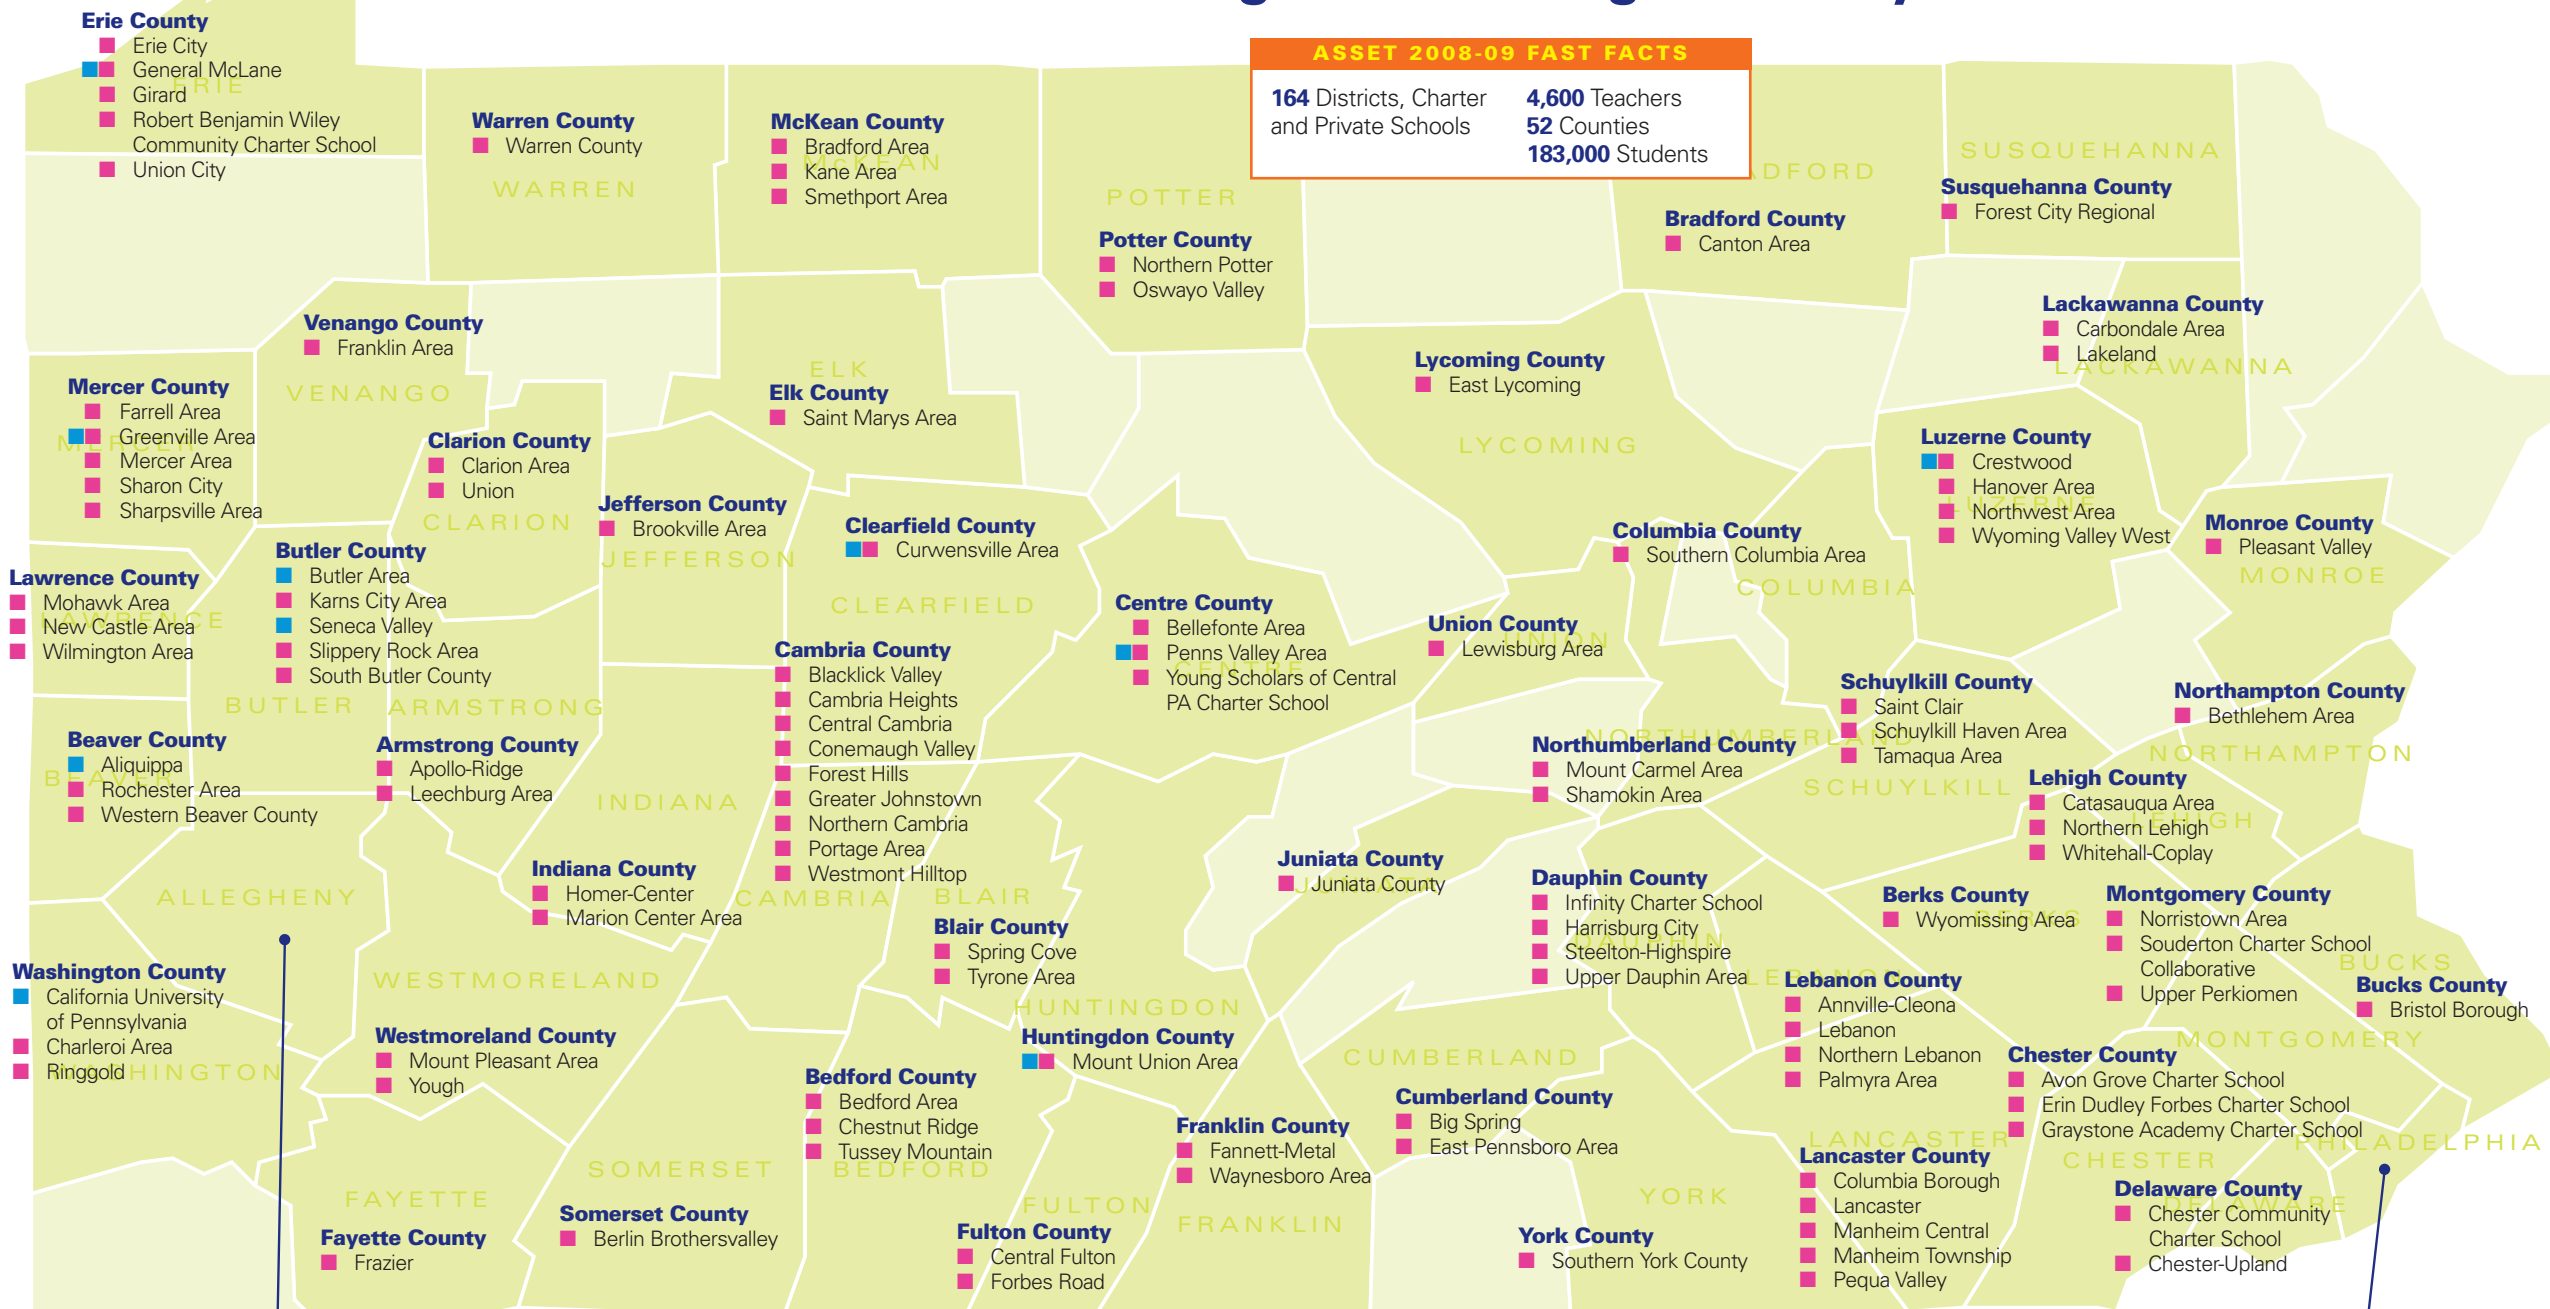 ASSET 2008-09 FAST FACTS
164 Districts, Charter
and Private Schools
4,600 Teachers
52 Counties
183,000 Students
Erie County
Erie City
General McLane
Girard
Robert Benjamin Wiley
Community Charter School
Union City
ERIE
Warren County
Warren County
WARREN
McKean County
Bradford Area
Kane Area
Smethport Area
McKEAN
POTTER
Potter County
Northern Potter
Oswayo Valley
ADFORD
Bradford County
Canton Area
SUSQUEHANNA
Susquehanna County
Forest City Regional
Lackawanna County
Carbondale Area
Lakeland
LACKAWANNA
Venango County
Franklin Area
VENANGO
Mercer County
Farrell Area
Greenville Area
Mercer Area
Sharon City
Sharpsville Area
MERCER
ELK
Elk County
Saint Marys Area
Lycoming County
East Lycoming
LYCOMING
Clarion County
Clarion Area
Union
CLARION
Jefferson County
Brookville Area
JEFFERSON
Clearfield County
Curwensville Area
CLEARFIELD
Luzerne County
Crestwood
Hanover Area
Northwest Area
Wyoming Valley West
LUZERNE
Columbia County
Southern Columbia Area
COLUMBIA
Monroe County
Pleasant Valley
MONROE
Lawrence County
Mohawk Area
New Castle Area
Wilmington Area
LAWRENCE
Butler County
Butler Area
Karns City Area
Seneca Valley
Slippery Rock Area
South Butler County
BUTLER
ARMSTRONG
Armstrong County
Apollo-Ridge
Leechburg Area
Centre County
Bellefonte Area
Penns Valley Area
Young Scholars of Central
PA Charter School
CENTRE
Union County
Lewisburg Area
UNION
Cambria County
Blacklick Valley
Cambria Heights
Central Cambria
Conemaugh Valley
Forest Hills
Greater Johnstown
Northern Cambria
Portage Area
Westmont Hilltop
CAMBRIA
Beaver County
Aliquippa
Rochester Area
Western Beaver County
BEAVER
Schuylkill County
Saint Clair
Schuylkill Haven Area
Tamaqua Area
SCHUYLKILL
Northampton County
Bethlehem Area
NORTHAMPTON
NORTHUMBERLAND
Northumberland County
Mount Carmel Area
Shamokin Area
Lehigh County
Catasauqua Area
Northern Lehigh
Whitehall-Coplay
LEHIGH
INDIANA
Indiana County
Homer-Center
Marion Center Area
ALLEGHENY
BLAIR
Blair County
Spring Cove
Tyrone Area
Juniata County
Juniata County
JUNIATA
Dauphin County
Infinity Charter School
Harrisburg City
Steelton-Highspire
Upper Dauphin Area
DAUPHIN
Berks County
Wyomissing Area
BERKS
Montgomery County
Norristown Area
Souderton Charter School
Collaborative
Upper Perkiomen
MONTGOMERY
BUCKS
Bucks County
Bristol Borough
Washington County
California University
of Pennsylvania
Charleroi Area
Ringgold
WASHINGTON
WESTMORELAND
Westmoreland County
Mount Pleasant Area
Yough
HUNTINGDON
Huntingdon County
Mount Union Area
LEBANON
Lebanon County
Annville-Cleona
Lebanon
Northern Lebanon
Palmyra Area
CUMBERLAND
Cumberland County
Big Spring
East Pennsboro Area
Chester County
Avon Grove Charter School
Erin Dudley Forbes Charter School
Graystone Academy Charter School
CHESTER
PHILADELPHIA
Bedford County
Bedford Area
Chestnut Ridge
Tussey Mountain
BEDFORD
Franklin County
Fannett-Metal
Waynesboro Area
FRANKLIN
LANCASTER
Lancaster County
Columbia Borough
Lancaster
Manheim Central
Manheim Township
Pequa Valley
Delaware County
Chester Community
Charter School
Chester-Upland
DELAWARE
SOMERSET
Somerset County
Berlin Brothersvalley
FAYETTE
Fayette County
Frazier
FULTON
Fulton County
Central Fulton
Forbes Road
YORK
York County
Southern York County